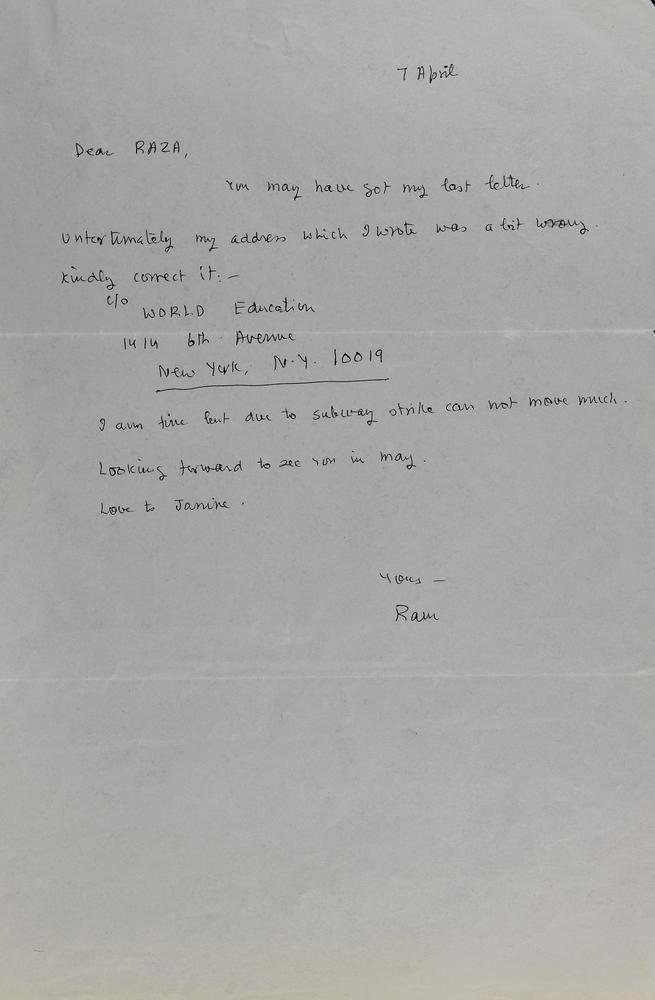 7 April
Dear RAZA,
You may have got my last letter.
Unfortunately my address which I wrote was a bit wrong.
Kindly correct it:-
c/o WORLD Education
1414 6th Avenue
New York, N.Y. 10019
I am fine but due to subway strike can not move much.
Looking forward to see you in may.
Love to Janine.
Yours -
Ram